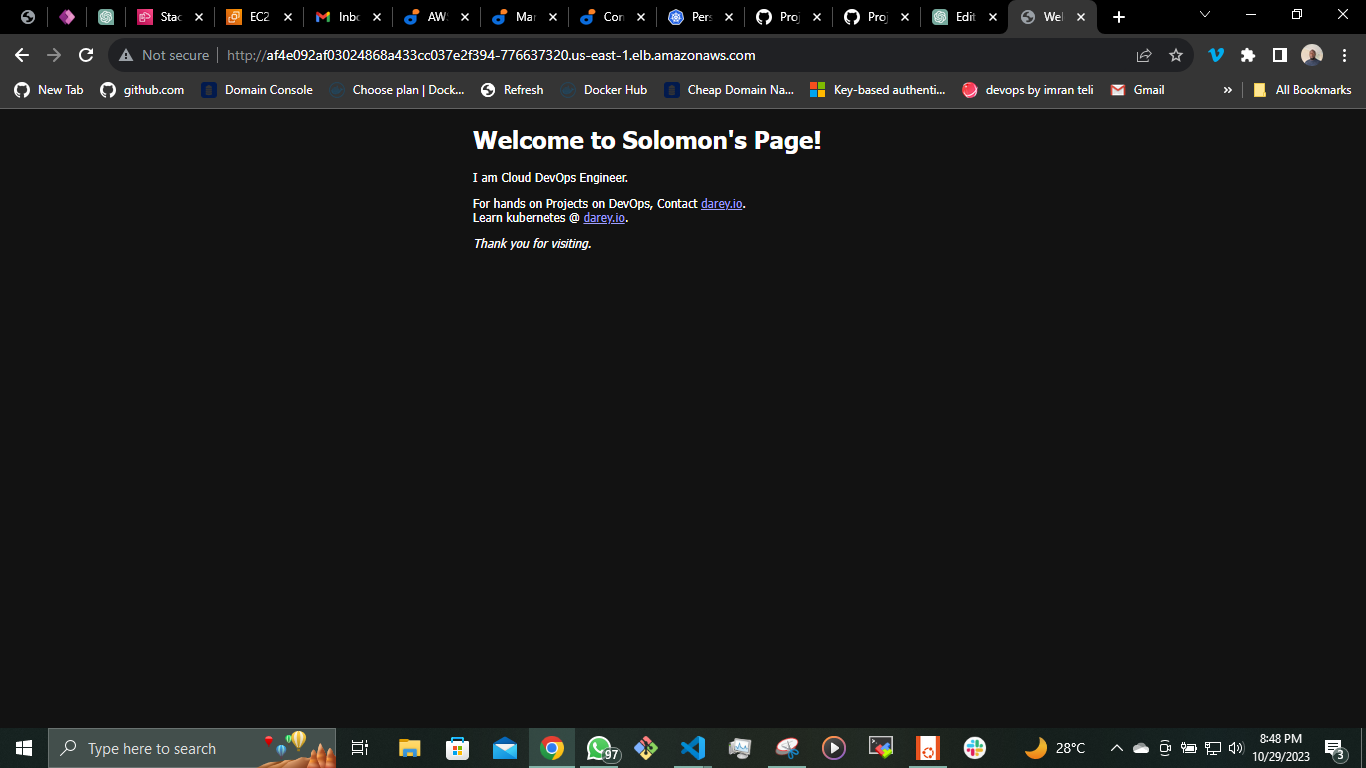 Stac
EC2
Inbo
AWS
Mar
Con
Pers
Proj
Proj
Edit
Wel
Not secure
http://af4e092af03024868a433cc037e2f394-776637320.us-east-1.elb.amazonaws.com
New Tab
github.com
Domain Console
Choose plan | Dock...
Refresh
Docker Hub
Cheap Domain Na...
Key-based authenti...
devops by imran teli
Gmail
»
All Bookmarks
Welcome to Solomon's Page!
I am Cloud DevOps Engineer.
For hands on Projects on DevOps, Contact darey.io.
Learn kubernetes @ darey.io.
Thank you for visiting.
Type here to search
97
28°C
8:48 PM
10/29/2023
3